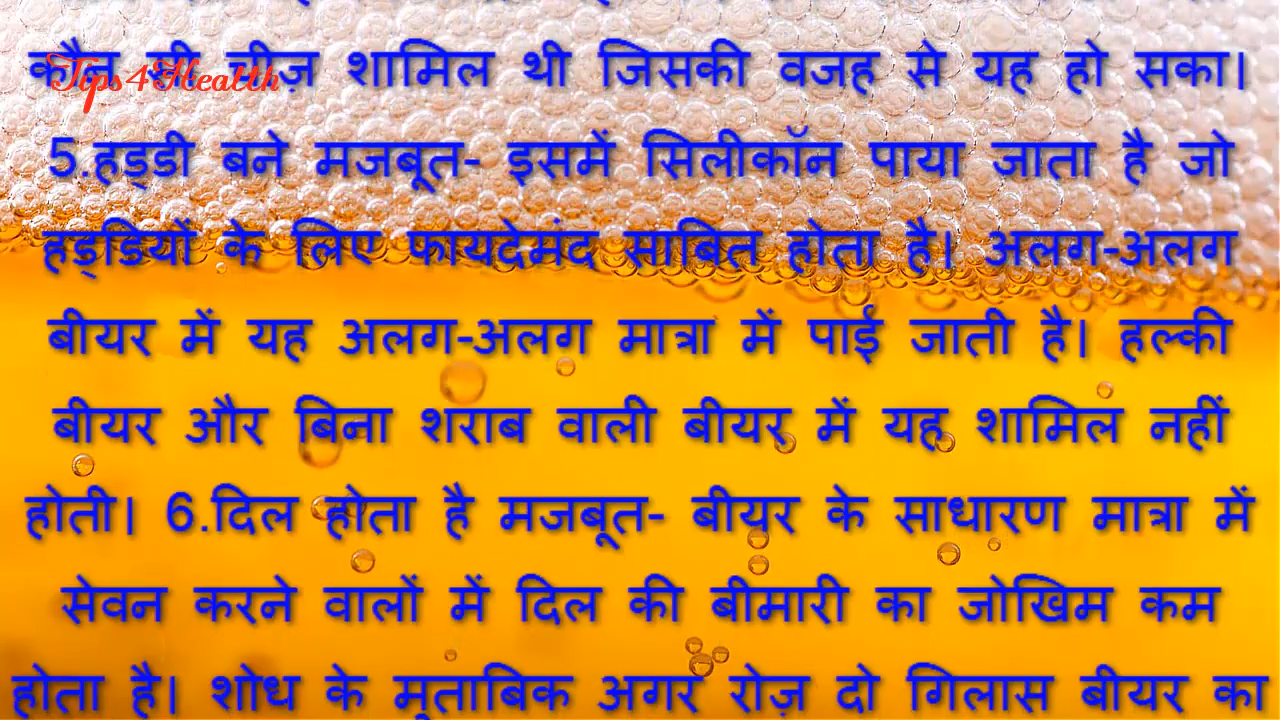 कौन सी चीज़ शामिल थी जिसकी वजह से यह हो सका।
Tips4Health
5.हड्डी बने मजबूत- इसमें सिलीकॉन पाया जाता है जो
हड्डियों के लिए फायदेमंद साबित होता है। अलग-अलग
बीयर में यह अलग-अलग मात्रा में पाई जाती है। हल्की
बीयर और बिना शराब वाली बीयर में यह शामिल नहीं
होती। 6.दिल होता है मजबूत- बीयर के साधारण मात्रा में
सेवन करने वालों में दिल की बीमारी का जोखिम कम
होता है। शोध के मुताबिक अगर रोज़ दो गिलास बीयर का